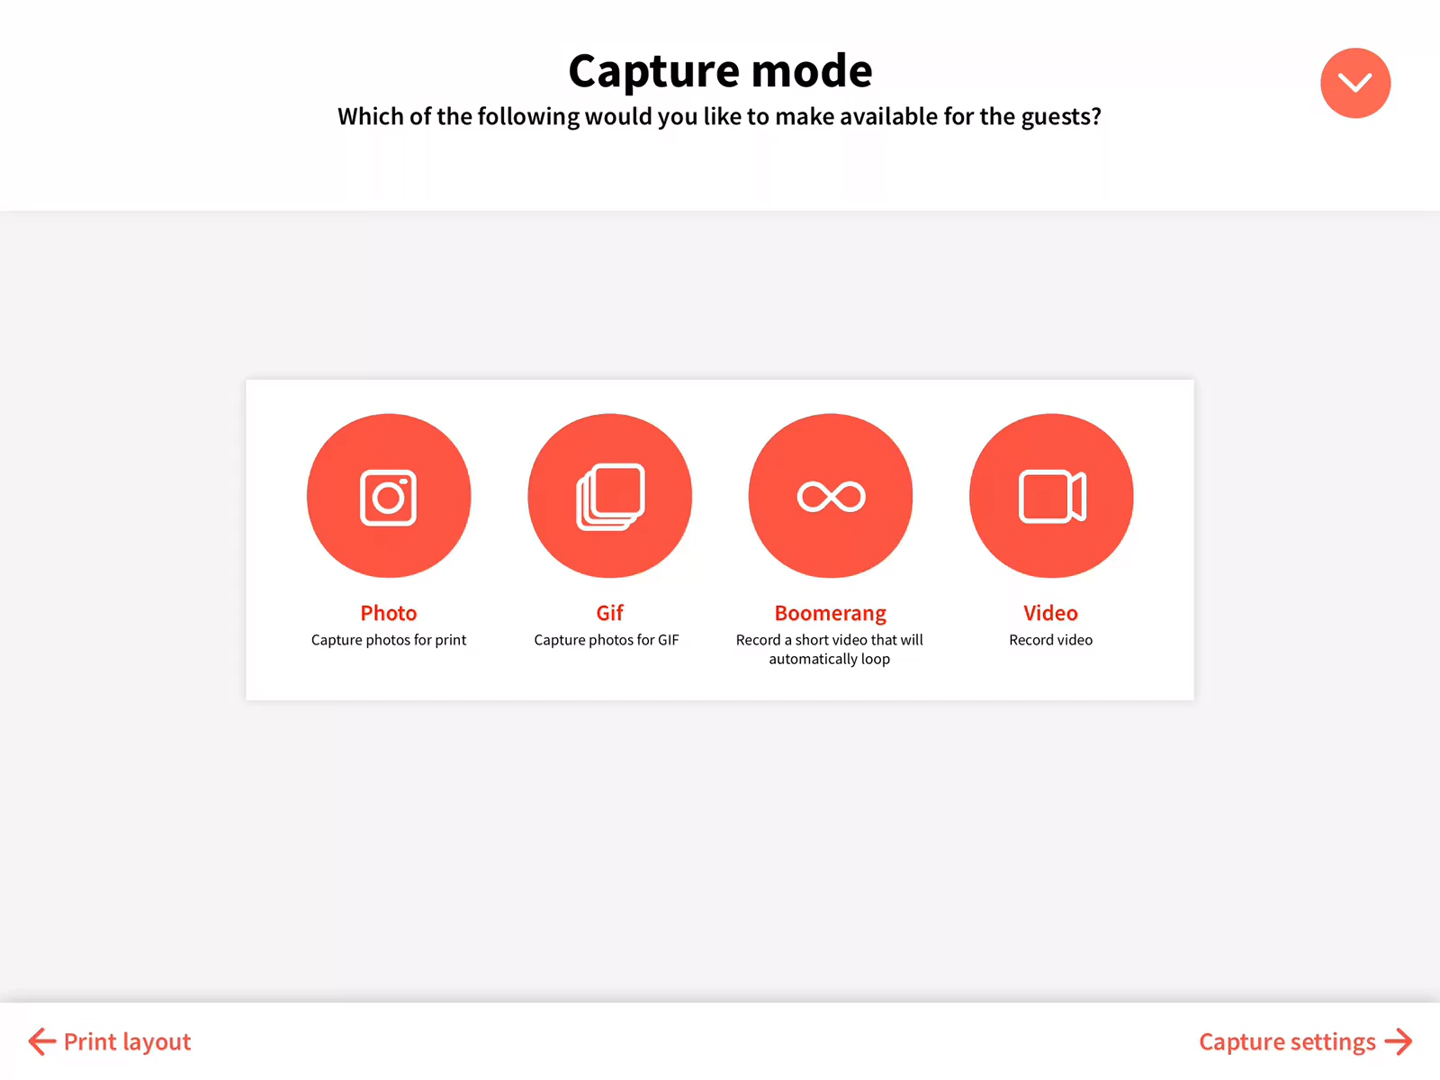 Capture mode
Which of the following would you like to make available for the guests?
Photo
Capture photos for print
Gif
Capture photos for GIF
Boomerang
Record a short video that will
automatically loop
Video
Record video
Print layout
Capture settings